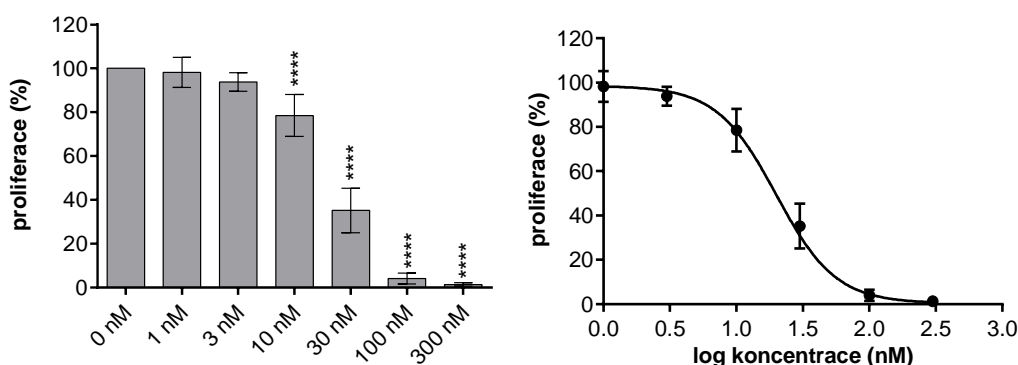 proliferace (%)
120
100
80
60
40
20
0
****
****
****
****
0 nM
1 nM
3 nM
10 nM
30 nM
100 nM
300 nM
proliferace (%)
120
100
80
60
40
20
0
0.0 0.5 1.0 1.5 2.0 2.5 3.0
log koncentrace (nM)